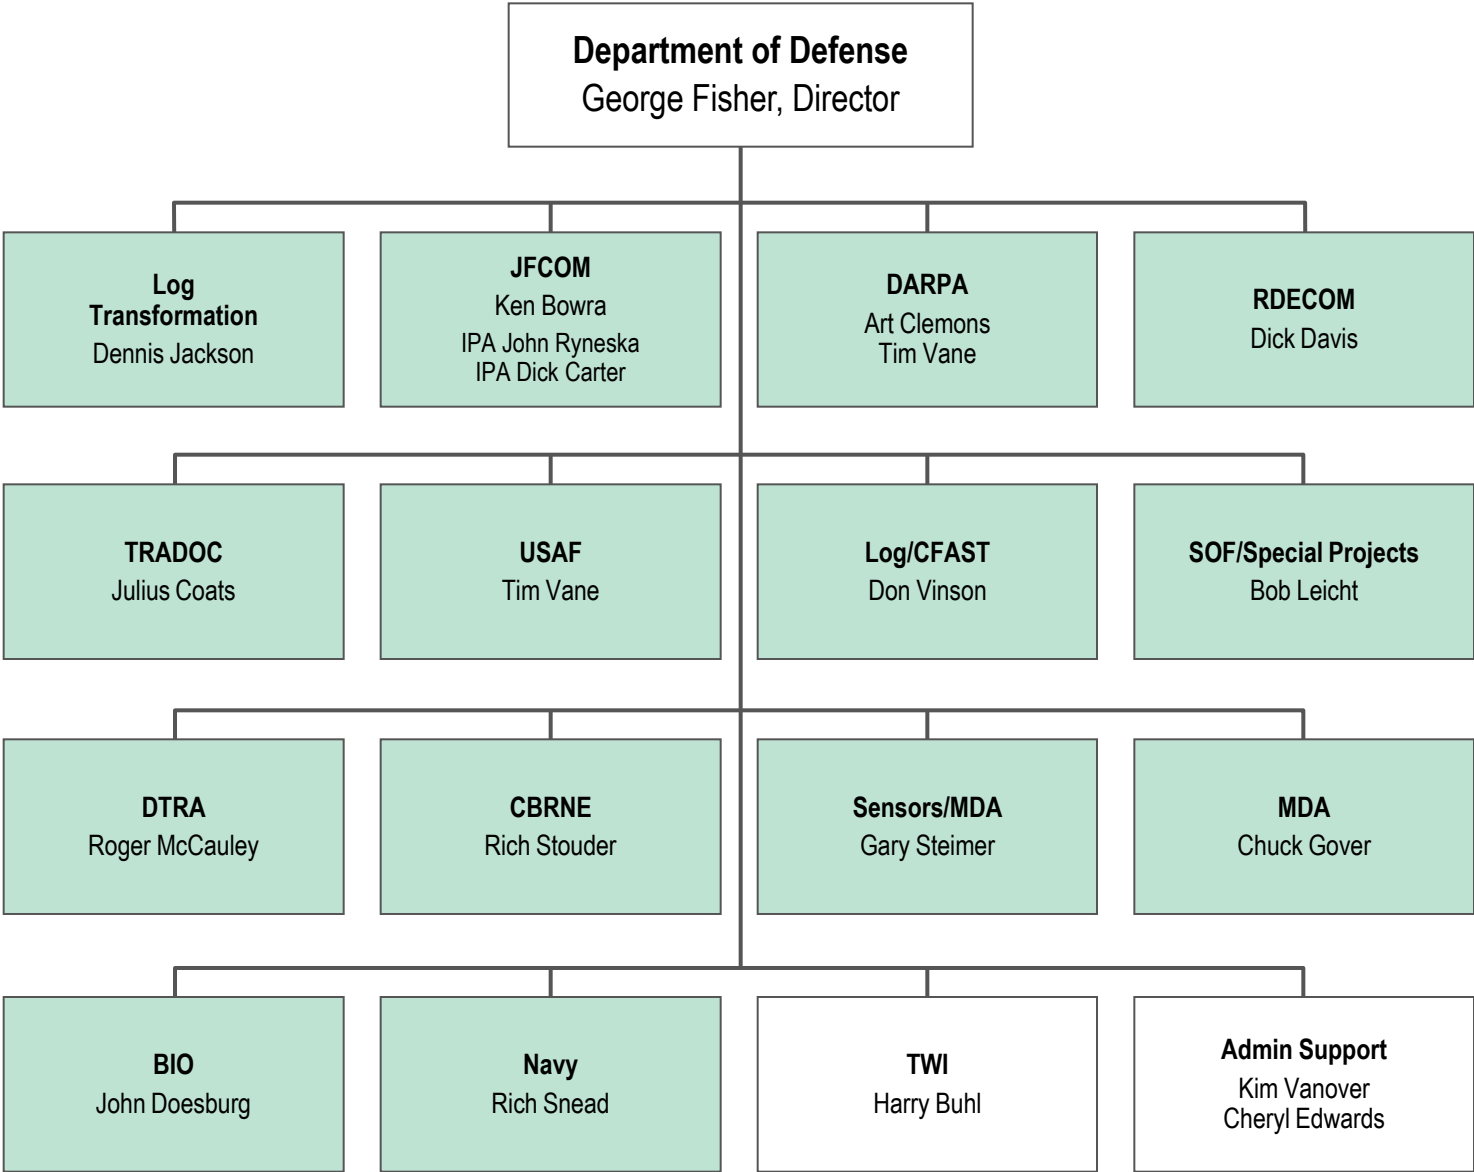 Department of Defense
George Fisher, Director
Log
Transformation
Dennis Jackson
JFCOM
Ken Bowra
IPA John Ryneska
IPA Dick Carter
DARPA
Art Clemons
Tim Vane
RDECOM
Dick Davis
TRADOC
Julius Coats
USAF
Tim Vane
Log/CFAST
Don Vinson
SOF/Special Projects
Bob Leicht
DTRA
Roger McCauley
CBRNE
Rich Stouder
Sensors/MDA
Gary Steimer
MDA
Chuck Gover
BIO
John Doesburg
Navy
Rich Snead
TWI
Harry Buhl
Admin Support
Kim Vanover
Cheryl Edwards